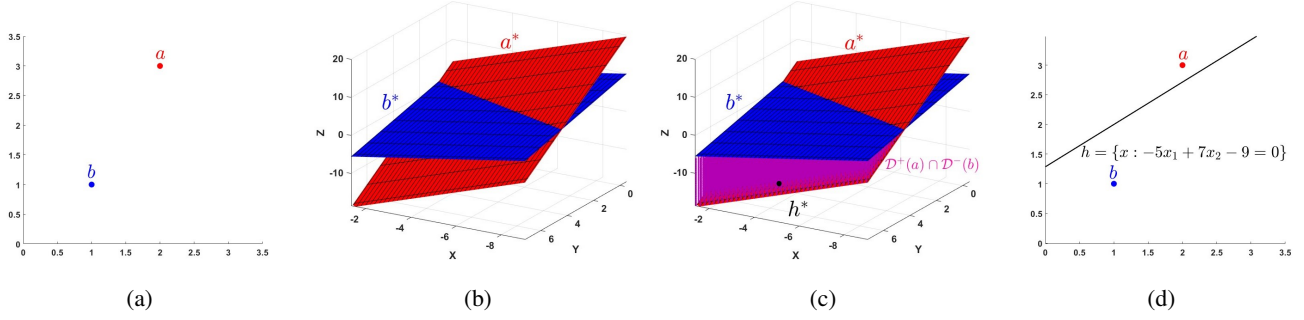 3.5
3
2.5
2
1.5
1
0.5
0
0 0.5 1 1.5 2 2.5 3 3.5
a
b
(a)
20
10
0
-10
Z
-2 -4 -6 -8
X
6 4 2 0
Y
a*
b*
(b)
20
10
0
-10
Z
-2 -4 -6 -8
X
6 4 2 0
Y
a*
b*
𝒟⁺(a) ∩ 𝒟⁻(b)
h*
(c)
3
2.5
2
1.5
1
0.5
0
0 0.5 1 1.5 2 2.5 3 3.5
a
h = {x : −5x₁ + 7x₂ − 9 = 0}
b
(d)